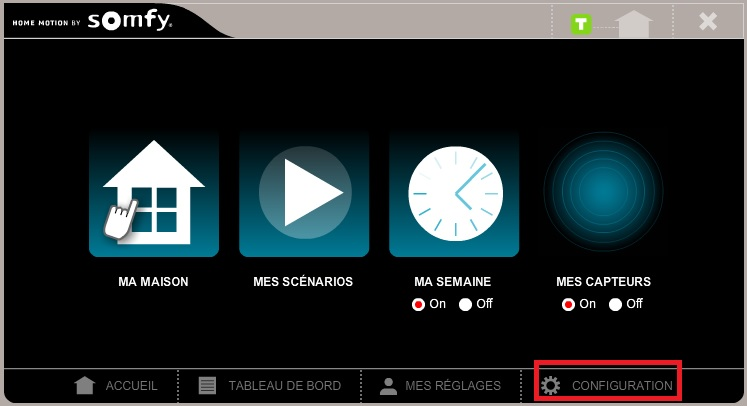 HOME MOTION BY somfy®
T
MA MAISON
MES SCÉNARIOS
MA SEMAINE
On Off
MES CAPTEURS
On Off
ACCUEIL
TABLEAU DE BORD
MES RÉGLAGES
CONFIGURATION